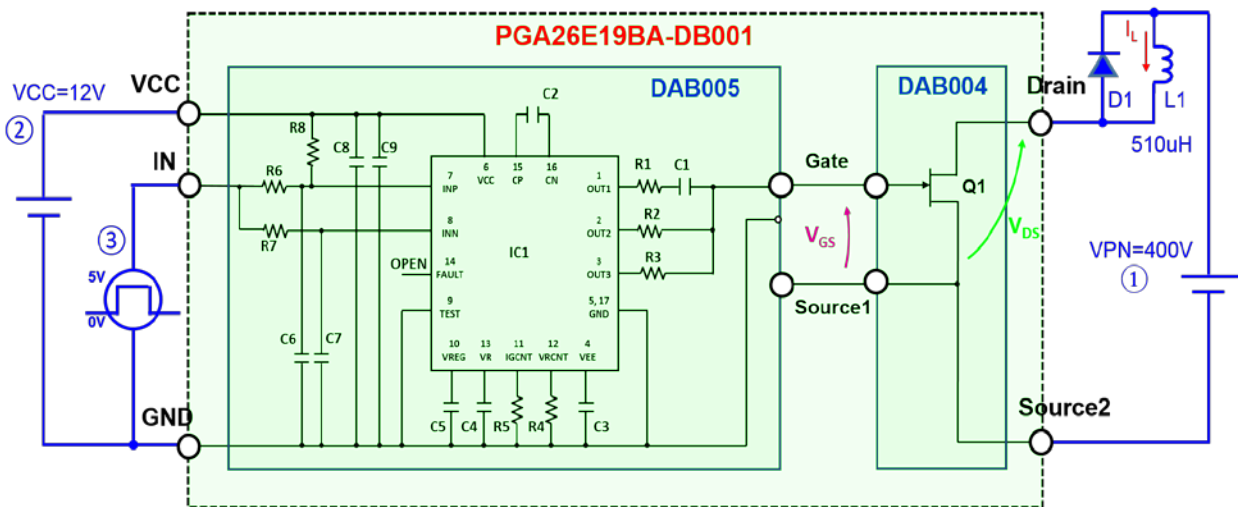 PGA26E19BA-DB001
DAB005
DAB004
VCC=12V
②
VCC
IN
③
5V
0V
GND
R8
C8
C9
C2
R6
R7
C6
C7
OPEN
6
VCC
15
CP
16
CN
7
INP
8
INN
14
FAULT
9
TEST
IC1
1
OUT1
2
OUT2
3
OUT3
5, 17
GND
10
VREG
13
VR
11
IGCNT
12
VRCNT
4
VEE
R1
C1
R2
R3
C5
C4
R5
R4
C3
Gate
VGS
Source1
Q1
VDS
Drain
Source2
IL
D1
L1
510uH
VPN=400V
①